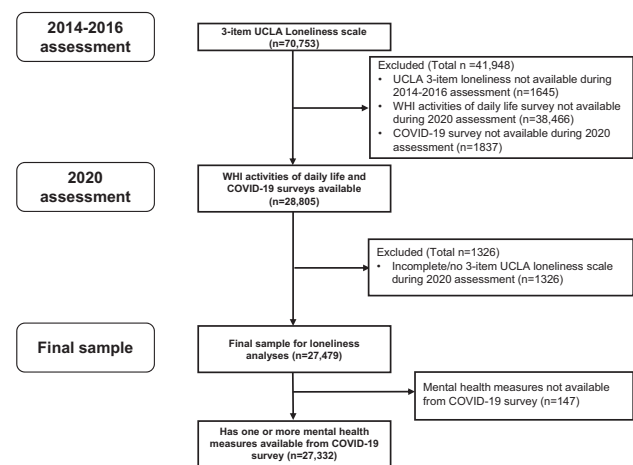 2014-2016
assessment
3-item UCLA Loneliness scale
(n=70,753)
Excluded (Total n =41,948)
• UCLA 3-item loneliness not available during
2014-2016 assessment (n=1645)
• WHI activities of daily life survey not available
during 2020 assessment (n=38,466)
• COVID-19 survey not available during 2020
assessment (n=1837)
2020
assessment
WHI activities of daily life and
COVID-19 surveys available
(n=28,805)
Excluded (Total n=1326)
• Incomplete/no 3-item UCLA loneliness scale
during 2020 assessment (n=1326)
Final sample
Final sample for loneliness
analyses (n=27,479)
Mental health measures not available
from COVID-19 survey (n=147)
Has one or more mental health
measures available from COVID-19
survey (n=27,332)